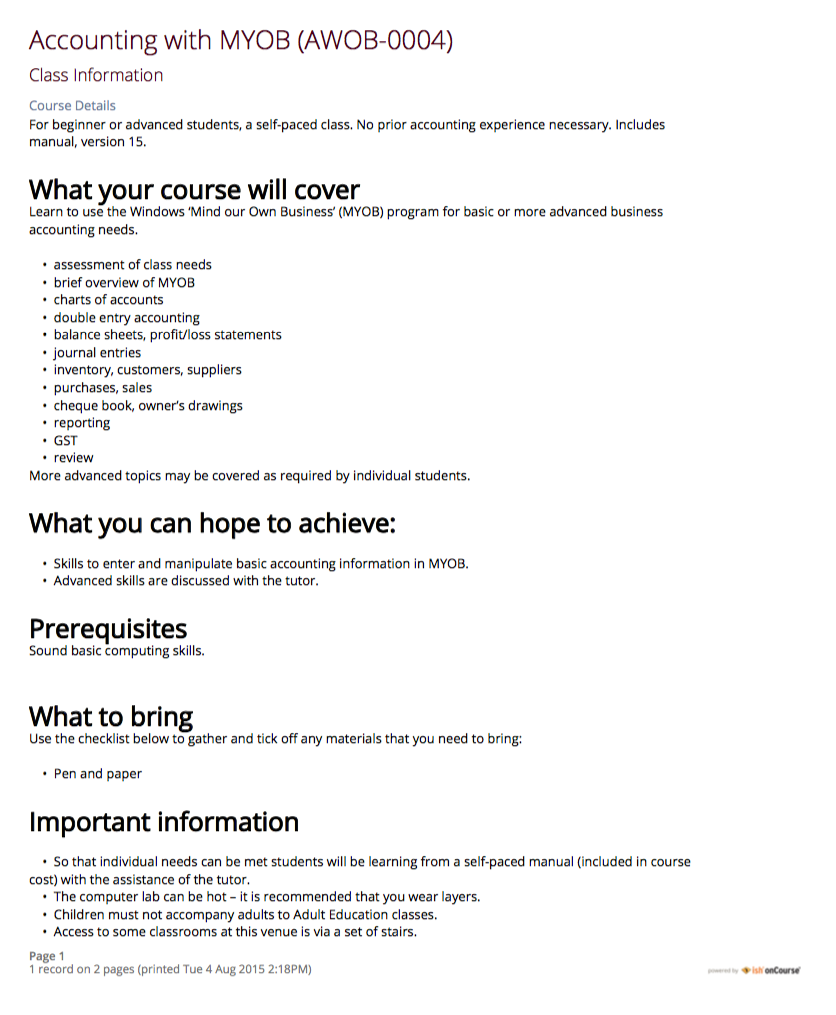 Accounting with MYOB (AWOB-0004)
Class Information
Course Details
For beginner or advanced students, a self-paced class. No prior accounting experience necessary. Includes
manual, version 15.
What your course will cover
Learn to use the Windows ‘Mind our Own Business’ (MYOB) program for basic or more advanced business
accounting needs.
• assessment of class needs
• brief overview of MYOB
• charts of accounts
• double entry accounting
• balance sheets, profit/loss statements
• journal entries
• inventory, customers, suppliers
• purchases, sales
• cheque book, owner's drawings
• reporting
• GST
• review
More advanced topics may be covered as required by individual students.
What you can hope to achieve:
• Skills to enter and manipulate basic accounting information in MYOB.
• Advanced skills are discussed with the tutor.
Prerequisites
Sound basic computing skills.
What to bring
Use the checklist below to gather and tick off any materials that you need to bring:
• Pen and paper
Important information
• So that individual needs can be met students will be learning from a self-paced manual (included in course
cost) with the assistance of the tutor.
• The computer lab can be hot – it is recommended that you wear layers.
• Children must not accompany adults to Adult Education classes.
• Access to some classrooms at this venue is via a set of stairs.
Page 1
1 record on 2 pages (printed Tue 4 Aug 2015 2:18PM)
powered by ish onCourse